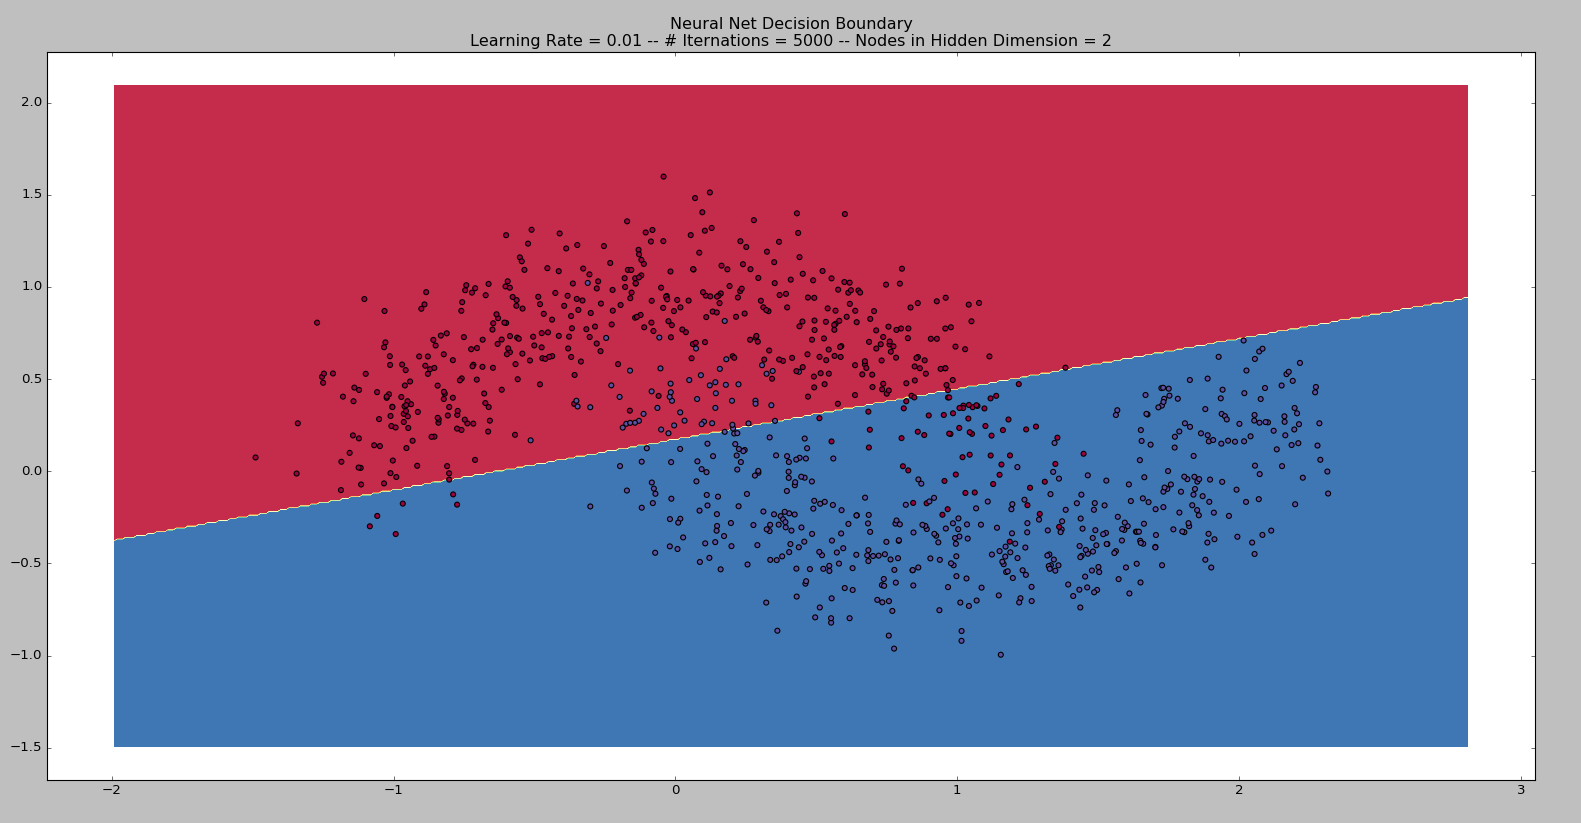 Neural Net Decision Boundary
Learning Rate = 0.01 -- # Iternations = 5000 -- Nodes in Hidden Dimension = 2
2.0
1.5
1.0
0.5
0.0
−0.5
−1.0
−1.5
−2 −1 0 1 2 3